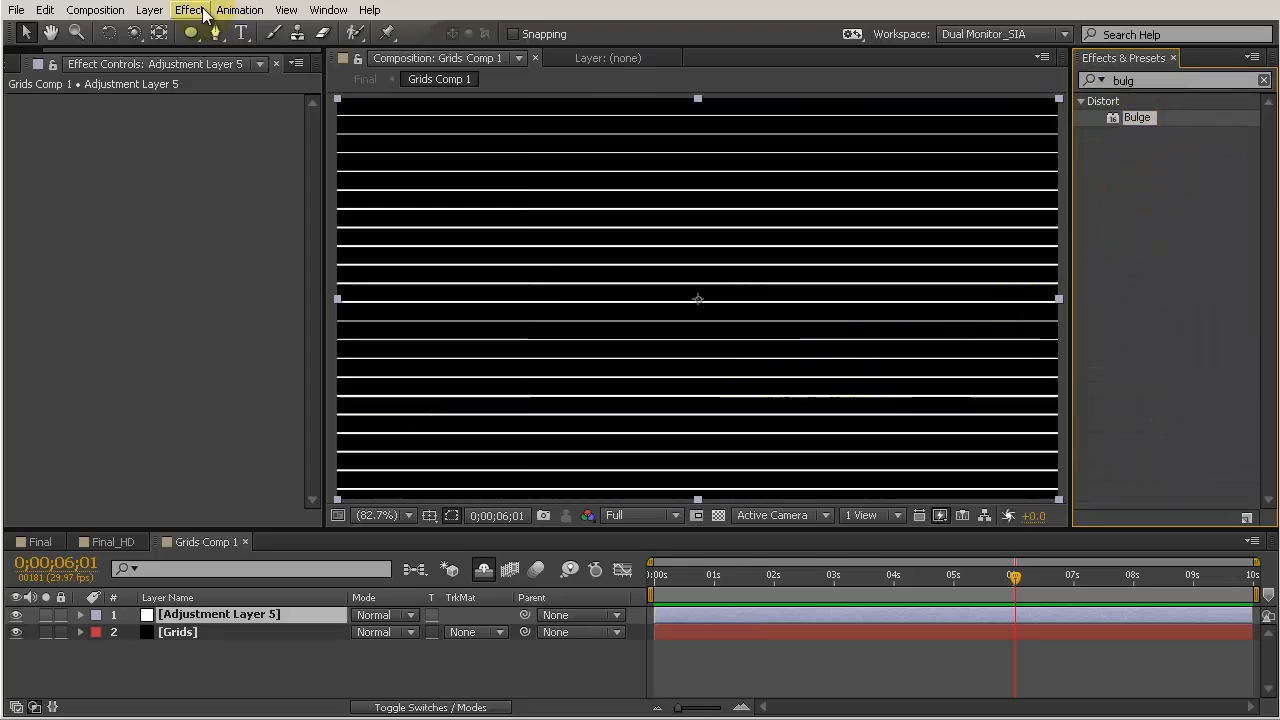 File Edit Composition Layer Effect Animation View Window Help
T Snapping Workspace: Dual Monitor_SIA Search Help
Effect Controls: Adjustment Layer 5 Composition: Grids Comp 1 Layer: (none) Effects & Presets
Grids Comp 1 • Adjustment Layer 5 Final Grids Comp 1 bulg
Distort
16 Bulge
(82.7%) 0;00;06;01 Full Active Camera 1 View +0.0
Final Final_HD Grids Comp 1
0;00;06;01
00181 (29.97 fps) 0:00s 01s 02s 03s 04s 05s 07s 08s 09s 10s
# Layer Name Mode T TrkMat Parent
1 [Adjustment Layer 5] Normal None
2 [Grids] Normal None None
Toggle Switches / Modes